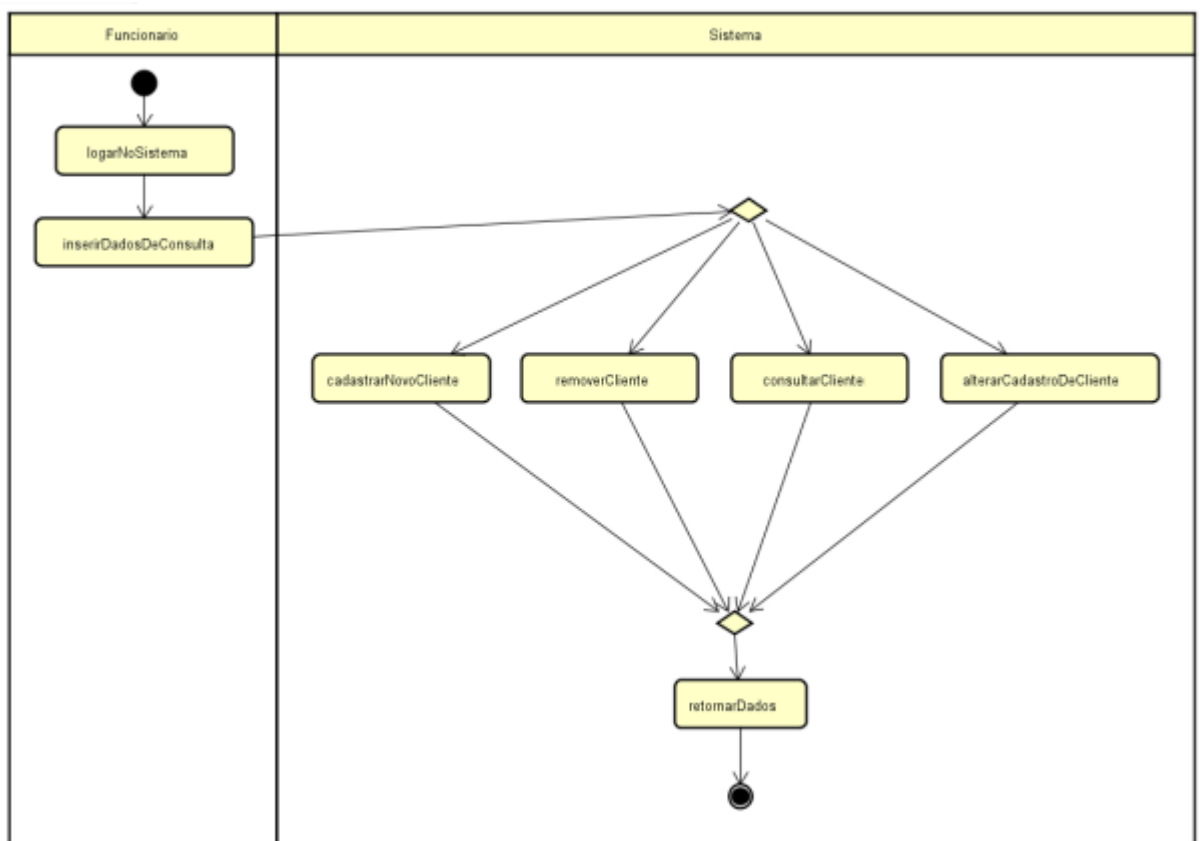 Funcionario
Sistema
logarNoSistema
inserirDadosDeConsulta
cadastrarNovoCliente
removerCliente
consultarCliente
alterarCadastroDeCliente
retornarDados